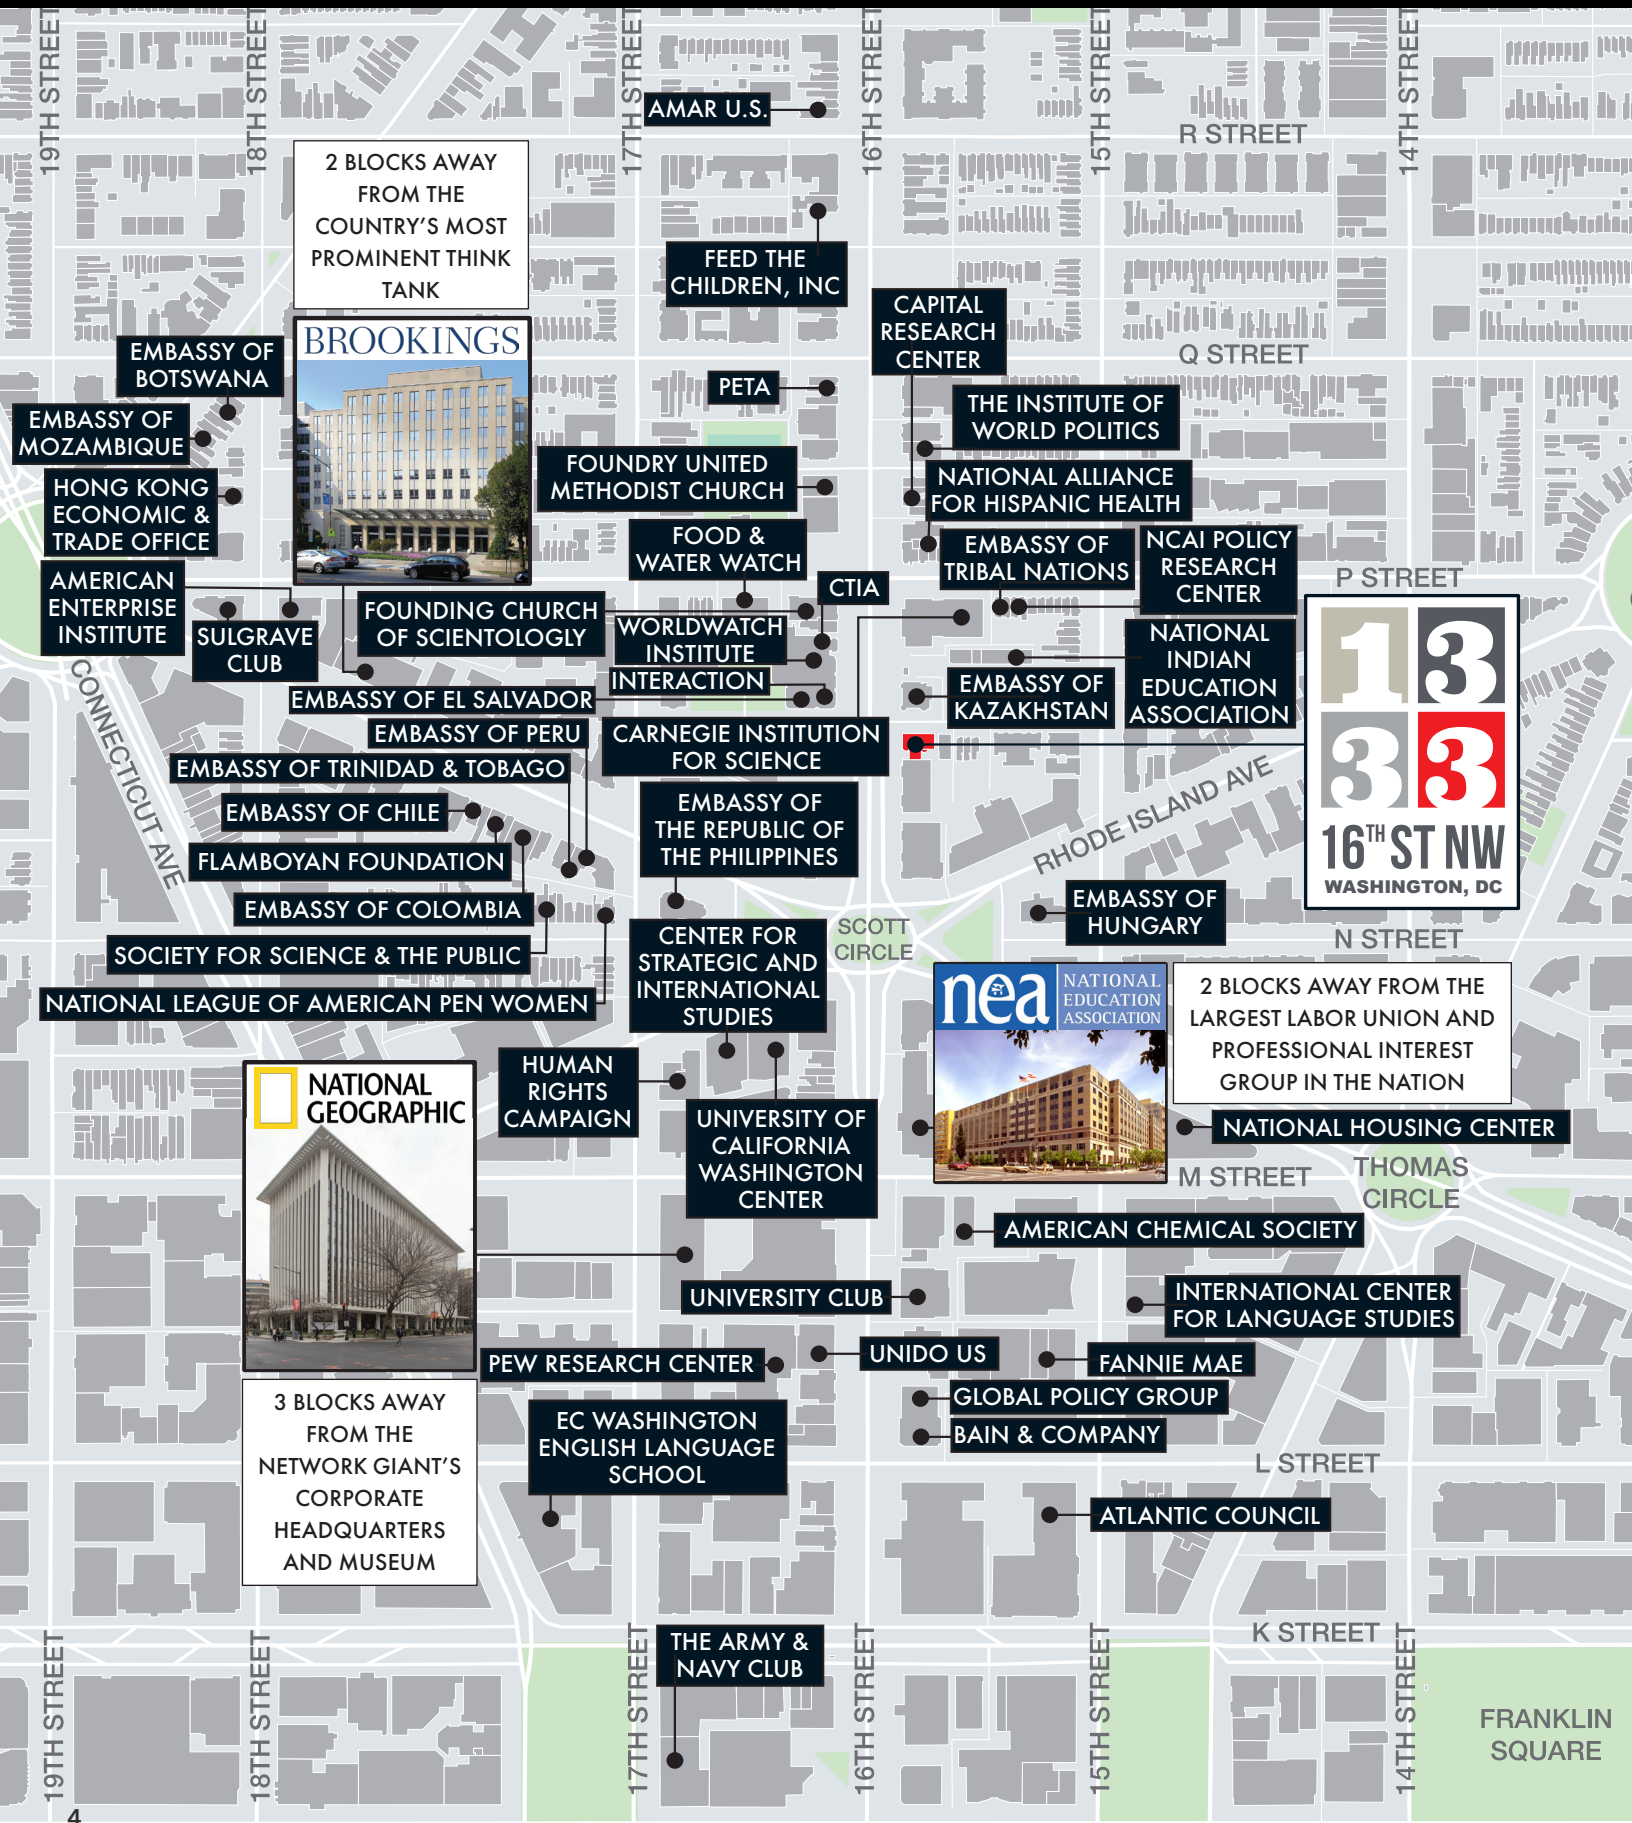 19TH STREET
18TH STREET
17TH STREET
16TH STREET
15TH STREET
14TH STREET
AMAR U.S.
R STREET
2 BLOCKS AWAY
FROM THE
COUNTRY'S MOST
PROMINENT THINK
TANK
FEED THE
CHILDREN, INC
CAPITAL
RESEARCH
CENTER
BROOKINGS
Q STREET
EMBASSY OF
BOTSWANA
PETA
THE INSTITUTE OF
WORLD POLITICS
EMBASSY OF
MOZAMBIQUE
FOUNDRY UNITED
METHODIST CHURCH
NATIONAL ALLIANCE
FOR HISPANIC HEALTH
HONG KONG
ECONOMIC &
TRADE OFFICE
FOOD &
WATER WATCH
EMBASSY OF
TRIBAL NATIONS
NCAI POLICY
RESEARCH
CENTER
P STREET
AMERICAN
ENTERPRISE
INSTITUTE
CTIA
SULGRAVE
CLUB
FOUNDING CHURCH
OF SCIENTOLOGLY
WORLDWATCH
INSTITUTE
NATIONAL
INDIAN
EDUCATION
ASSOCIATION
INTERACTION
EMBASSY OF EL SALVADOR
EMBASSY OF
KAZAKHSTAN
1333
16TH ST NW
WASHINGTON, DC
CONNECTICUT AVE
EMBASSY OF PERU
CARNEGIE INSTITUTION
FOR SCIENCE
EMBASSY OF TRINIDAD & TOBAGO
RHODE ISLAND AVE
EMBASSY OF CHILE
EMBASSY OF
THE REPUBLIC OF
THE PHILIPPINES
FLAMBOYAN FOUNDATION
EMBASSY OF COLOMBIA
EMBASSY OF
HUNGARY
SCOTT
CIRCLE
N STREET
SOCIETY FOR SCIENCE & THE PUBLIC
CENTER FOR
STRATEGIC AND
INTERNATIONAL
STUDIES
NATIONAL LEAGUE OF AMERICAN PEN WOMEN
nea
NATIONAL
EDUCATION
ASSOCIATION
2 BLOCKS AWAY FROM THE
LARGEST LABOR UNION AND
PROFESSIONAL INTEREST
GROUP IN THE NATION
HUMAN
RIGHTS
CAMPAIGN
NATIONAL
GEOGRAPHIC
UNIVERSITY OF
CALIFORNIA
WASHINGTON
CENTER
NATIONAL HOUSING CENTER
M STREET
THOMAS
CIRCLE
AMERICAN CHEMICAL SOCIETY
UNIVERSITY CLUB
INTERNATIONAL CENTER
FOR LANGUAGE STUDIES
PEW RESEARCH CENTER
UNIDO US
FANNIE MAE
3 BLOCKS AWAY
FROM THE
NETWORK GIANT'S
CORPORATE
HEADQUARTERS
AND MUSEUM
GLOBAL POLICY GROUP
EC WASHINGTON
ENGLISH LANGUAGE
SCHOOL
BAIN & COMPANY
L STREET
ATLANTIC COUNCIL
K STREET
THE ARMY &
NAVY CLUB
19TH STREET
18TH STREET
17TH STREET
16TH STREET
15TH STREET
14TH STREET
FRANKLIN
SQUARE
4